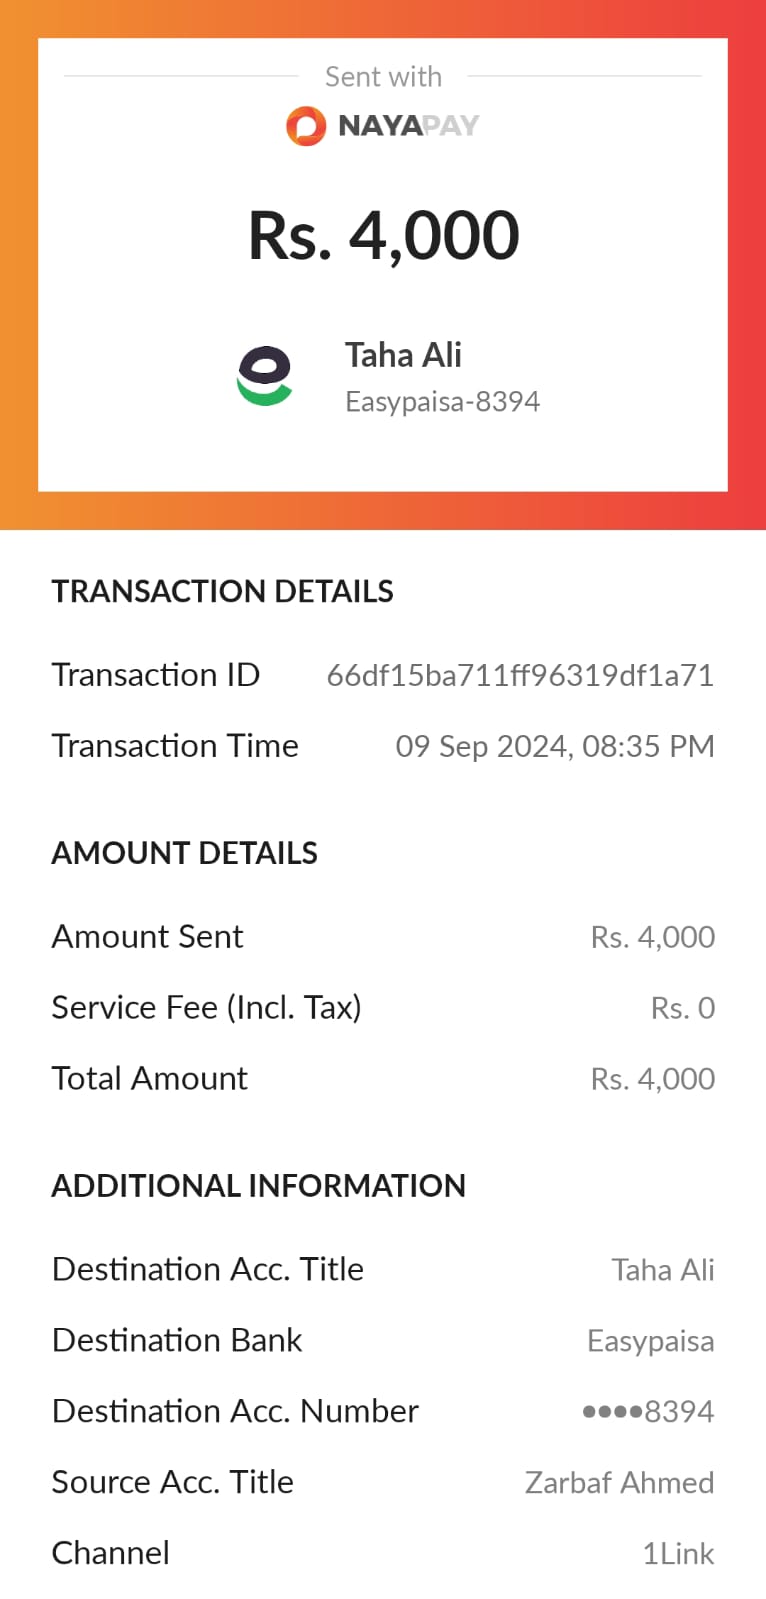 Sent with
NAYAPAY
Rs. 4,000
Taha Ali
Easypaisa-8394
TRANSACTION DETAILS
Transaction ID 66df15ba711ff96319df1a71
Transaction Time 09 Sep 2024, 08:35 PM
AMOUNT DETAILS
Amount Sent Rs. 4,000
Service Fee (Incl. Tax) Rs. 0
Total Amount Rs. 4,000
ADDITIONAL INFORMATION
Destination Acc. Title Taha Ali
Destination Bank Easypaisa
Destination Acc. Number ••••8394
Source Acc. Title Zarbaf Ahmed
Channel 1Link